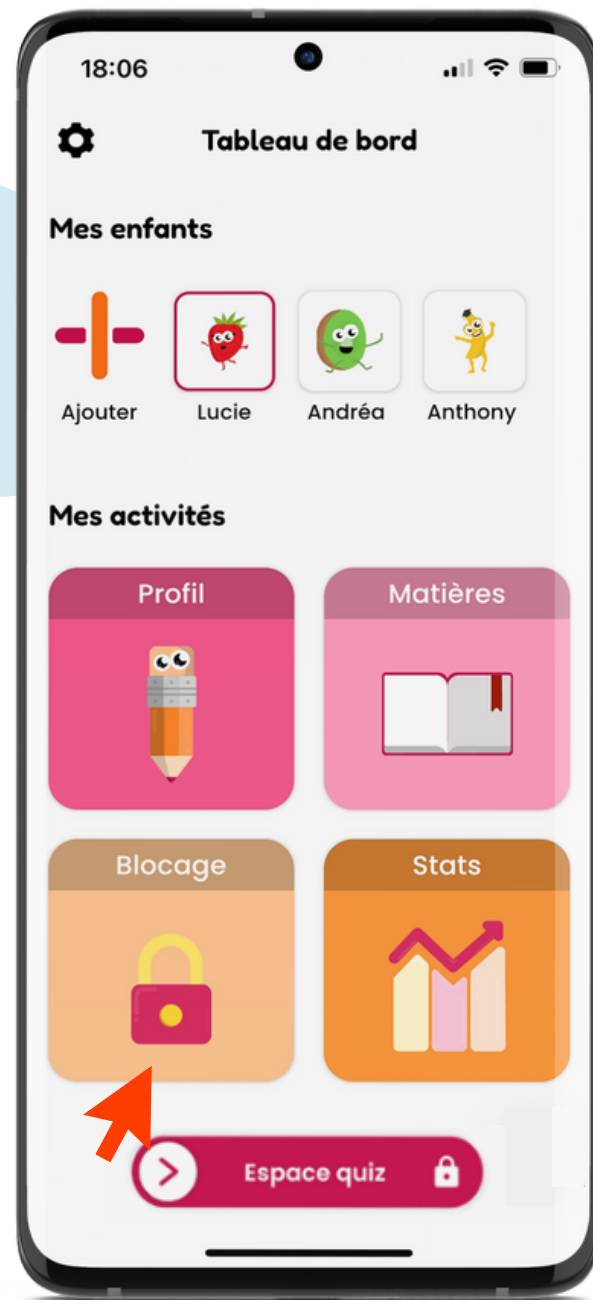 18:06
Tableau de bord
Mes enfants
Ajouter Lucie Andréa Anthony
Mes activités
Profil Matières
Blocage Stats
Espace quiz